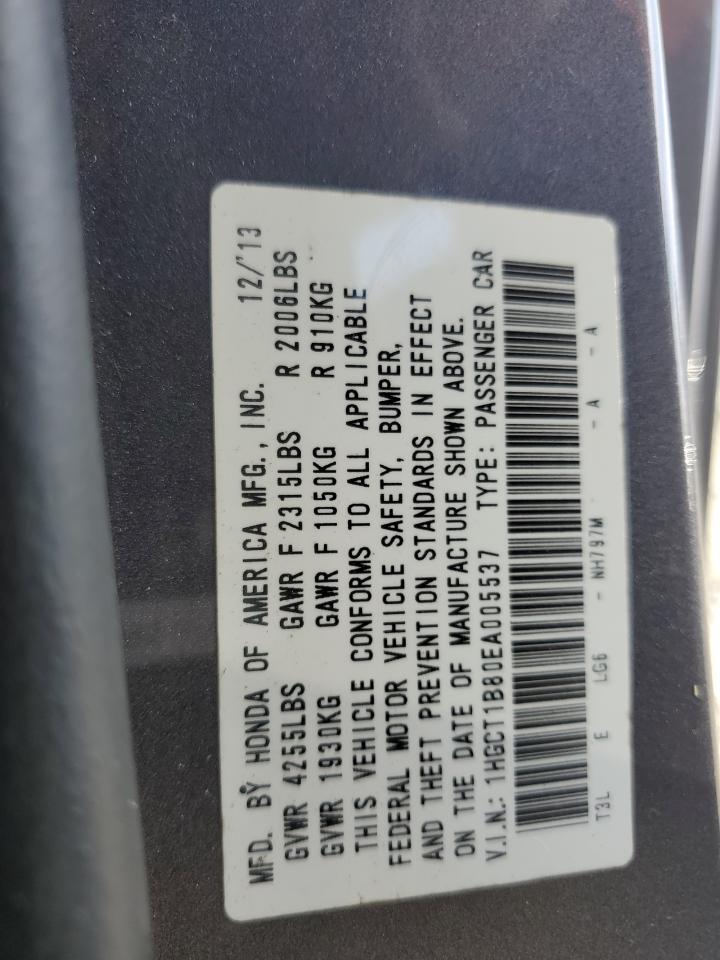 MFD. BY HONDA OF AMERICA MFG., INC. 12/'13
GVWR 4255LBS GAWR F 2315LBS R 2006LBS
GVWR 1930KG GAWR F 1050KG R 910KG
THIS VEHICLE CONFORMS TO ALL APPLICABLE
FEDERAL MOTOR VEHICLE SAFETY, BUMPER,
AND THEFT PREVENTION STANDARDS IN EFFECT
ON THE DATE OF MANUFACTURE SHOWN ABOVE.
V.I.N.: 1HGCT1B80EA005537 TYPE: PASSENGER CAR
T3L E LG6 - NH797M - A - A